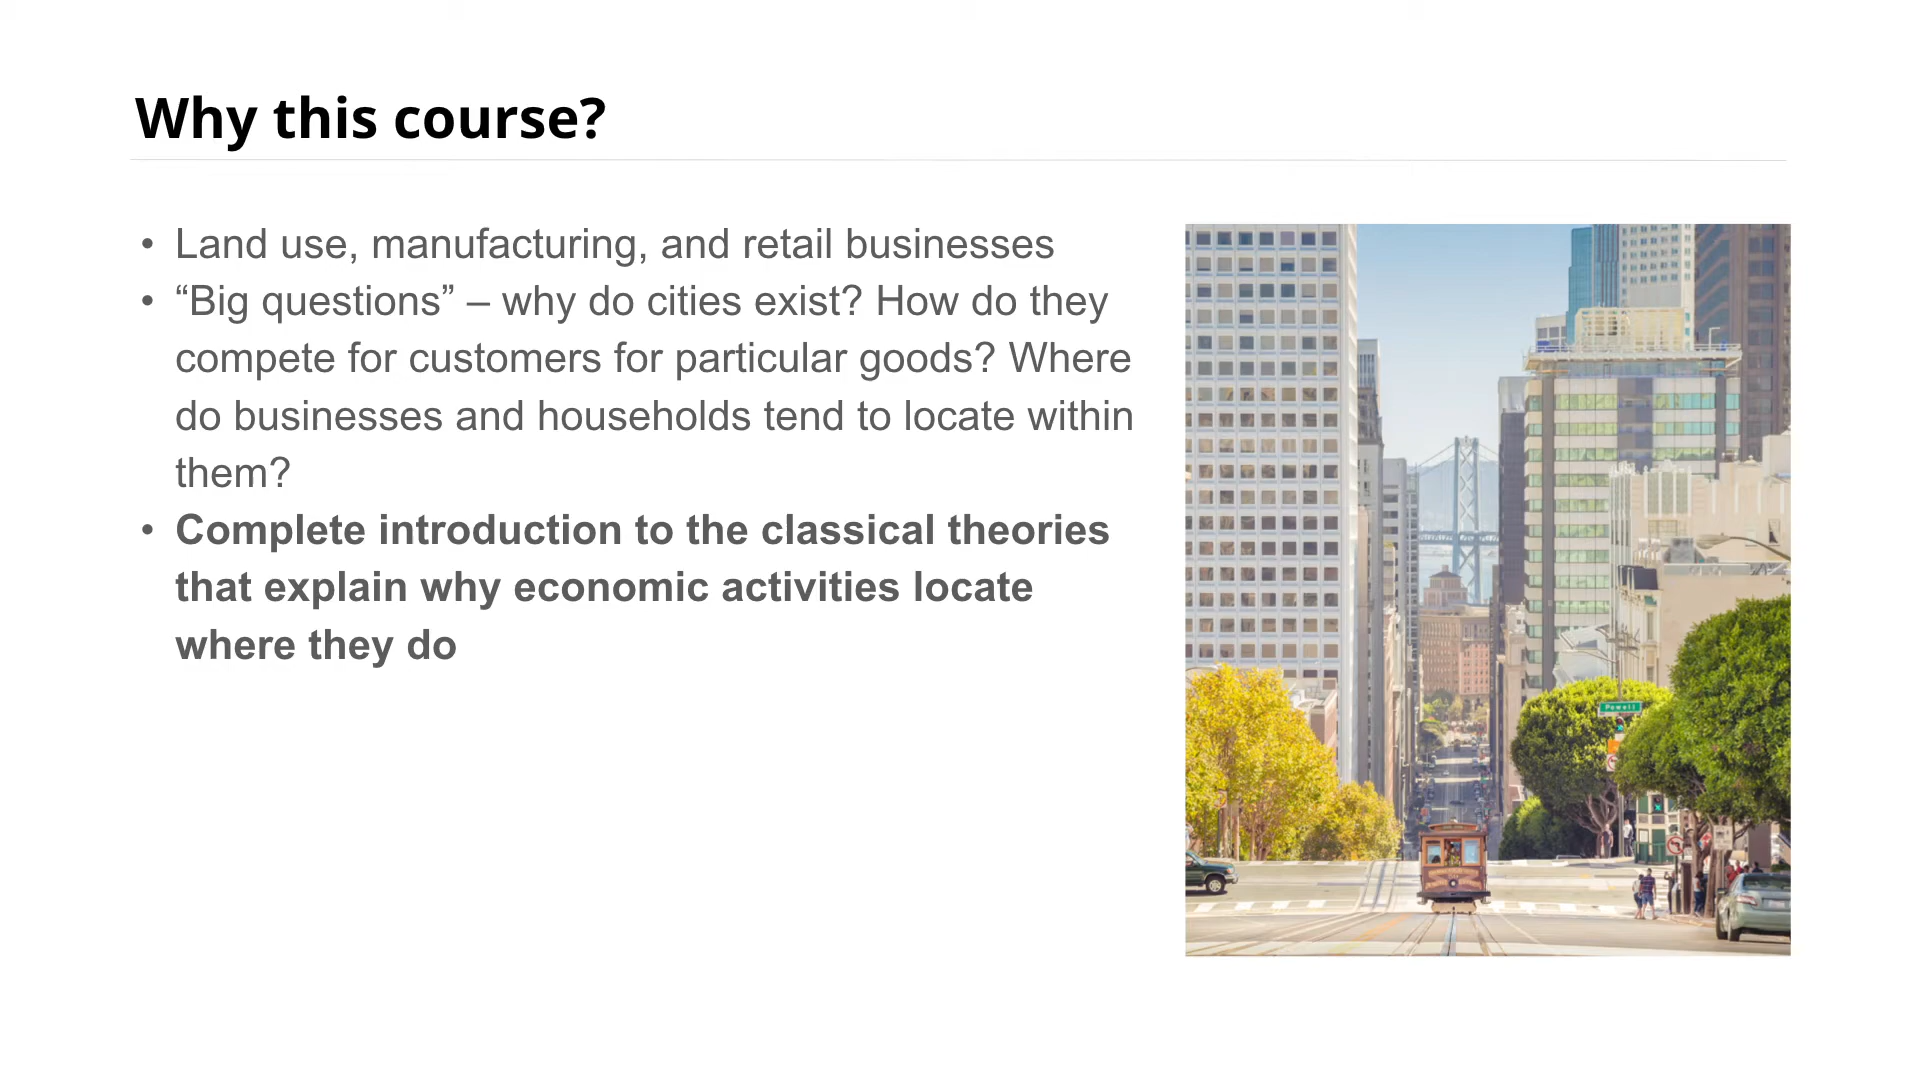 Why this course?
• Land use, manufacturing, and retail businesses
• “Big questions” – why do cities exist? How do they
compete for customers for particular goods? Where
do businesses and households tend to locate within
them?
• Complete introduction to the classical theories
that explain why economic activities locate
where they do
Powell